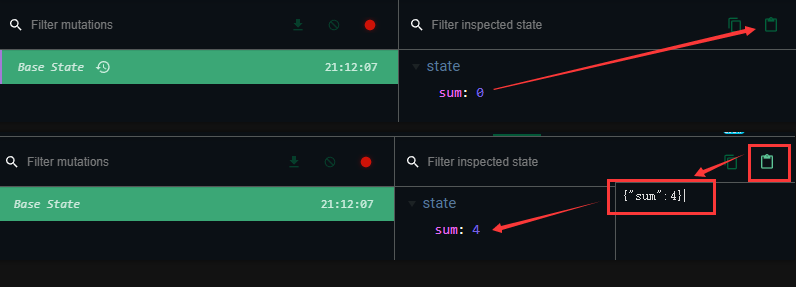 Filter mutations
Filter inspected state
Base State 21:12:07
state
sum: 0
Filter mutations
Filter inspected state
Base State 21:12:07
state
{"sum":4}
sum: 4